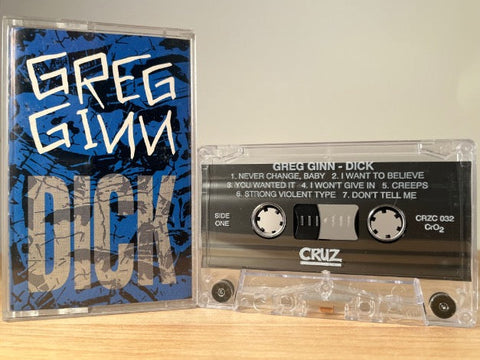 GREG
GINN
DICK
GREG GINN - DICK
1. NEVER CHANGE, BABY 2. I WANT TO BELIEVE
3. YOU WANTED IT 4. I WON'T GIVE IN 5. CREEPS
6. STRONG VIOLENT TYPE 7. DON'T TELL ME
SIDE
ONE
CRZC 032
CrO2
CRUZ